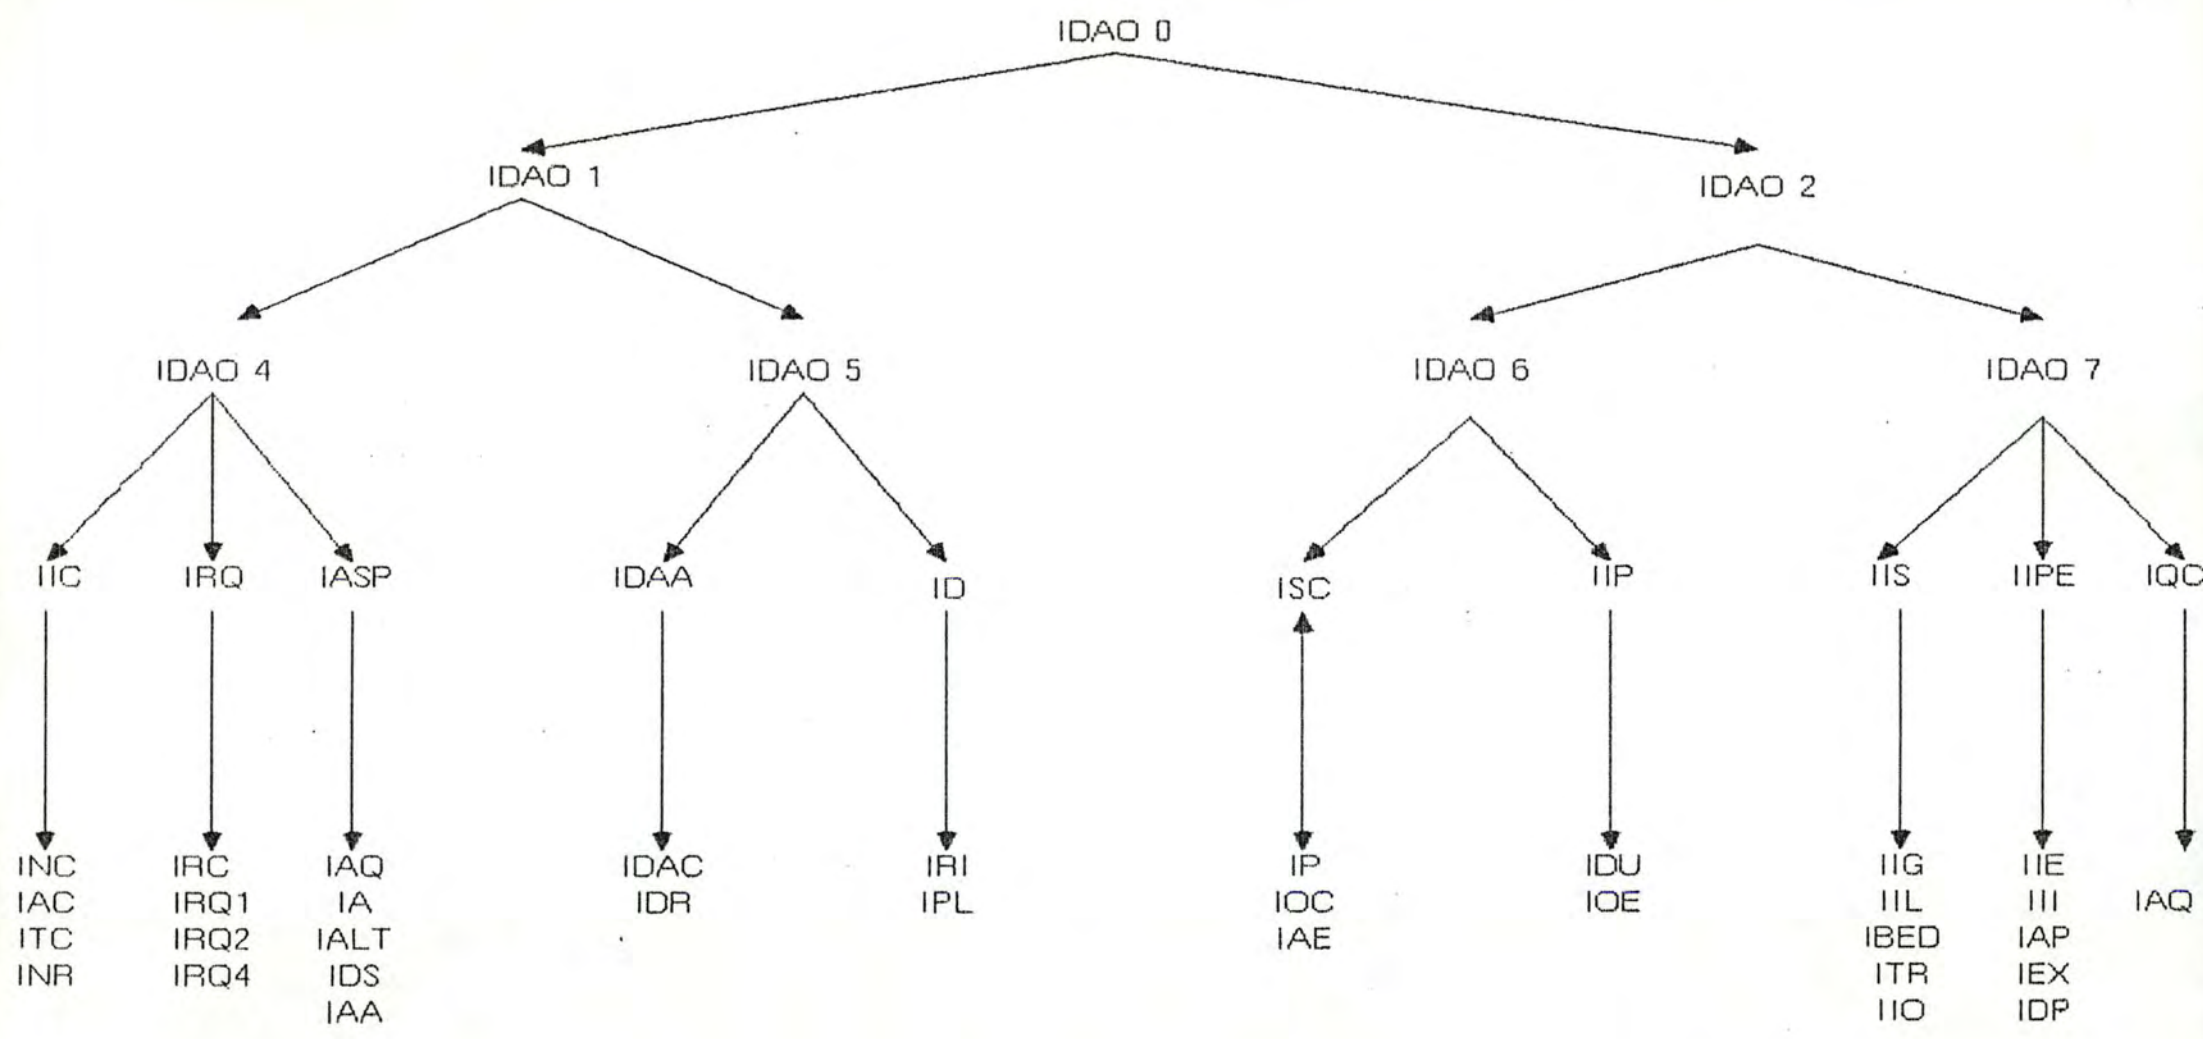 IDAO 0
IDAO 1
IDAO 2
IDAO 4
IDAO 5
IDAO 6
IDAO 7
IIC
IRQ
IASP
IDAA
ID
ISC
IIP
IIS
IIPE
IQC
INC
IAC
ITC
INR
IRC
IRQ1
IRQ2
IRQ4
IAQ
IA
IALT
IDS
IAA
IDAC
IDR
IRI
IPL
IP
IOC
IAE
IDU
IOE
IIG
IIL
IBED
ITR
IIO
IIE
III
IAP
IEX
IDP
IAQ